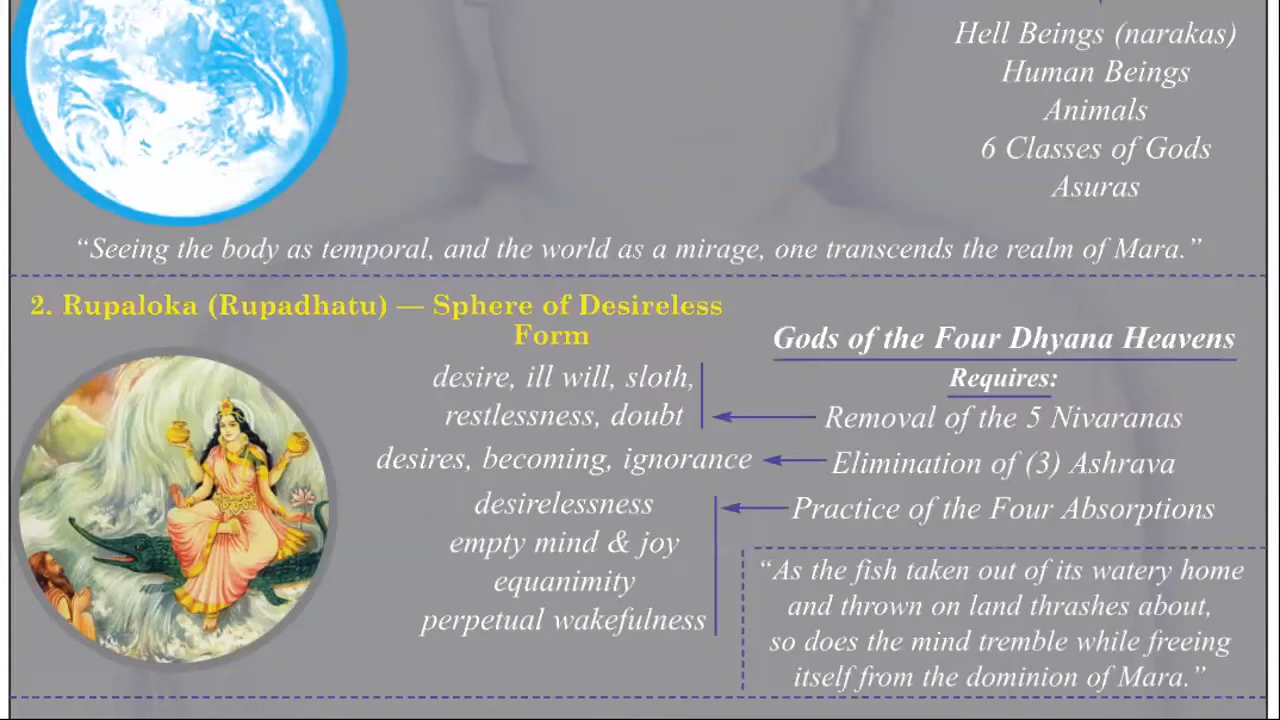 Hell Beings (narakas)
Human Beings
Animals
6 Classes of Gods
Asuras
“Seeing the body as temporal, and the world as a mirage, one transcends the realm of Mara.”
2. Rupaloka (Rupadhatu) — Sphere of Desireless
Form
Gods of the Four Dhyana Heavens
Requires:
desire, ill will, sloth,
restlessness, doubt
Removal of the 5 Nivaranas
desires, becoming, ignorance
Elimination of (3) Ashrava
desirelessness
empty mind & joy
equanimity
perpetual wakefulness
Practice of the Four Absorptions
“As the fish taken out of its watery home
and thrown on land thrashes about,
so does the mind tremble while freeing
itself from the dominion of Mara.”